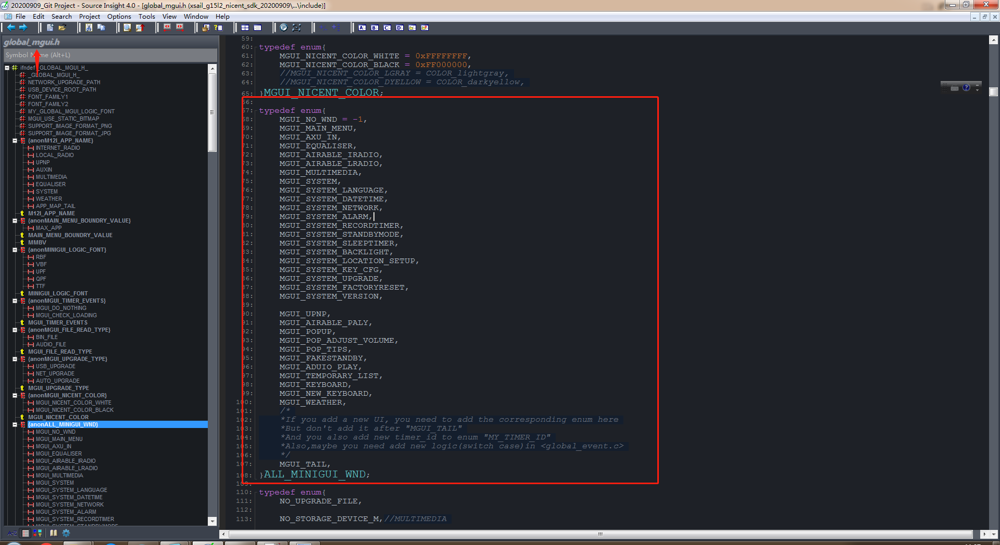 20200909_Git Project - Source Insight 4.0 - [global_mgui.h (xsail_g15l2_nicent_sdk_20200909\...\include)]
File Edit Search Project Options Tools View Window Help
global_mgui.h
Symbol Name (Alt+L)
ifndef _GLOBAL_MGUI_H_
_GLOBAL_MGUI_H_
NETWORK_UPGRADE_PATH
USB_DEVICE_ROOT_PATH
FONT_FAMILY1
FONT_FAMILY2
MY_GLOBAL_MGUI_LOGIC_FONT
MGUI_USE_STATIC_BITMAP
SUPPORT_IMAGE_FORMAT_PNG
SUPPORT_IMAGE_FORMAT_JPG
{anonM12I_APP_NAME}
INTERNET_RADIO
LOCAL_RADIO
UPNP
AUXIN
MULTIMEDIA
EQUALISER
SYSTEM
WEATHER
APP_MAP_TAIL
M12I_APP_NAME
{anonMAIN_MENU_BOUNDRY_VALUE}
MAX_APP
MAIN_MENU_BOUNDRY_VALUE
MMBV
{anonMINIGUI_LOGIC_FONT}
RBF
VBF
UPF
QPF
TTF
MINIGUI_LOGIC_FONT
{anonMGUI_TIMER_EVENTS}
MGUI_DO_NOTHING
MGUI_CHECK_LOADING
MGUI_TIMER_EVENTS
{anonMGUI_FILE_READ_TYPE}
BIN_FILE
AUDIO_FILE
MGUI_FILE_READ_TYPE
{anonMGUI_UPGRADE_TYPE}
USB_UPGRADE
NET_UPGRADE
AUTO_UPGRADE
MGUI_UPGRADE_TYPE
{anonMGUI_NICENT_COLOR}
MGUI_NICENT_COLOR_WHITE
MGUI_NICENT_COLOR_BLACK
MGUI_NICENT_COLOR
{anonALL_MINIGUI_WND}
MGUI_NO_WND
MGUI_MAIN_MENU
MGUI_AXU_IN
MGUI_EQUALISER
MGUI_AIRABLE_IRADIO
MGUI_AIRABLE_LRADIO
MGUI_MULTIMEDIA
MGUI_SYSTEM
MGUI_SYSTEM_LANGUAGE
MGUI_SYSTEM_DATETIME
MGUI_SYSTEM_NETWORK
MGUI_SYSTEM_ALARM
MGUI_SYSTEM_RECORDTIMER
MGUI_SYSTEM_STANDBYMODE
59:
60: typedef enum{
61: MGUI_NICENT_COLOR_WHITE = 0xFFFFFFFF,
62: MGUI_NICENT_COLOR_BLACK = 0xFF000000,
63: //MGUI_NICENT_COLOR_LGRAY = COLOR_lightgray,
64: //MGUI_NICENT_COLOR_DYELLOW = COLOR_darkyellow,
65: }MGUI_NICENT_COLOR;
66:
67: typedef enum{
68: MGUI_NO_WND = -1,
69: MGUI_MAIN_MENU,
70: MGUI_AXU_IN,
71: MGUI_EQUALISER,
72: MGUI_AIRABLE_IRADIO,
73: MGUI_AIRABLE_LRADIO,
74: MGUI_MULTIMEDIA,
75: MGUI_SYSTEM,
76: MGUI_SYSTEM_LANGUAGE,
77: MGUI_SYSTEM_DATETIME,
78: MGUI_SYSTEM_NETWORK,
79: MGUI_SYSTEM_ALARM,
80: MGUI_SYSTEM_RECORDTIMER,
81: MGUI_SYSTEM_STANDBYMODE,
82: MGUI_SYSTEM_SLEEPTIMER,
83: MGUI_SYSTEM_BACKLIGHT,
84: MGUI_SYSTEM_LOCATION_SETUP,
85: MGUI_SYSTEM_KEY_CFG,
86: MGUI_SYSTEM_UPGRADE,
87: MGUI_SYSTEM_FACTORYRESET,
88: MGUI_SYSTEM_VERSION,
89:
90: MGUI_UPNP,
91: MGUI_AIRABLE_PALY,
92: MGUI_POPUP,
93: MGUI_POP_ADJUST_VOLUME,
94: MGUI_POP_TIPS,
95: MGUI_FAKESTANDBY,
96: MGUI_ADUIO_PLAY,
97: MGUI_TEMPORARY_LIST,
98: MGUI_KEYBOARD,
99: MGUI_NEW_KEYBOARD,
100: MGUI_WEATHER,
101: /*
102: *If you add a new UI, you need to add the corresponding enum here
103: *But don't add it after "MGUI_TAIL"
104: *And you also add new timer_id to enum "MY_TIMER_ID"
105: *Also,maybe you need add new logic(switch case)in <global_event.c>
106: */
107: MGUI_TAIL,
108: }ALL_MINIGUI_WND;
109:
110: typedef enum{
111: NO_UPGRADE_FILE,
112:
113: NO_STORAGE_DEVICE_M,//MULTIMEDIA